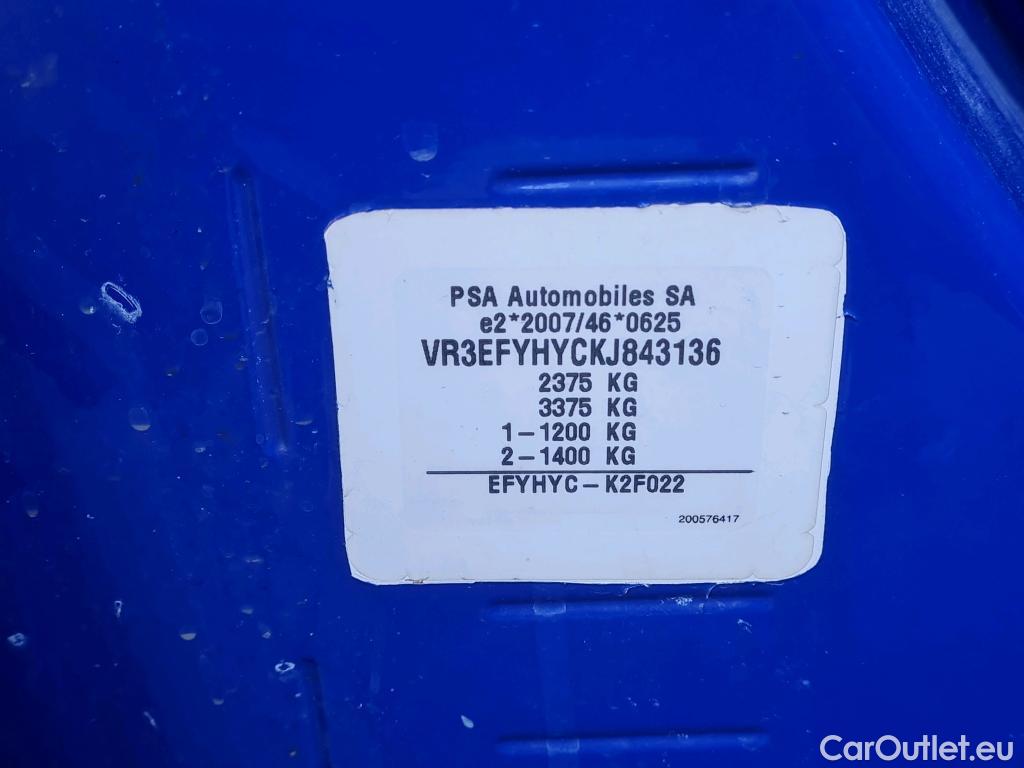 PSA Automobiles SA
e2*2007/46*0625
VR3EFYHYCKJ843136
2375 KG
3375 KG
1-1200 KG
2-1400 KG
EFYHYC-K2F022
200576417
CarOutlet.eu